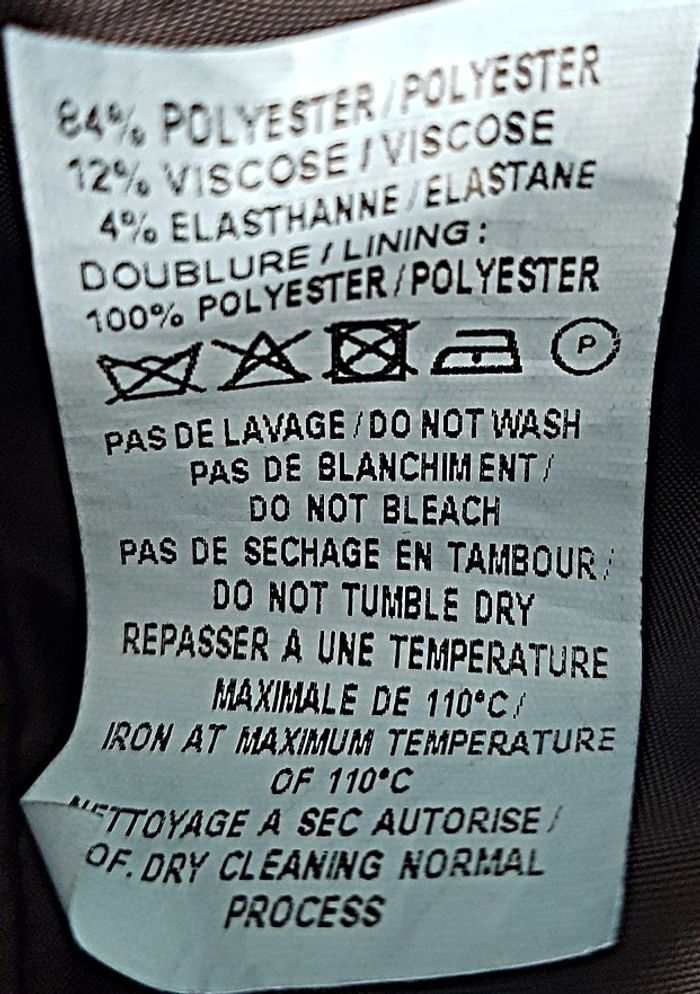 84% POLYESTER / POLYESTER
12% VISCOSE / VISCOSE
4% ELASTHANNE / ELASTANE
DOUBLURE / LINING :
100% POLYESTER / POLYESTER
P
PAS DE LAVAGE / DO NOT WASH
PAS DE BLANCHIMENT /
DO NOT BLEACH
PAS DE SECHAGE EN TAMBOUR /
DO NOT TUMBLE DRY
REPASSER A UNE TEMPERATURE
MAXIMALE DE 110°C /
IRON AT MAXIMUM TEMPERATURE
OF 110°C
NETTOYAGE A SEC AUTORISE /
OF. DRY CLEANING NORMAL
PROCESS